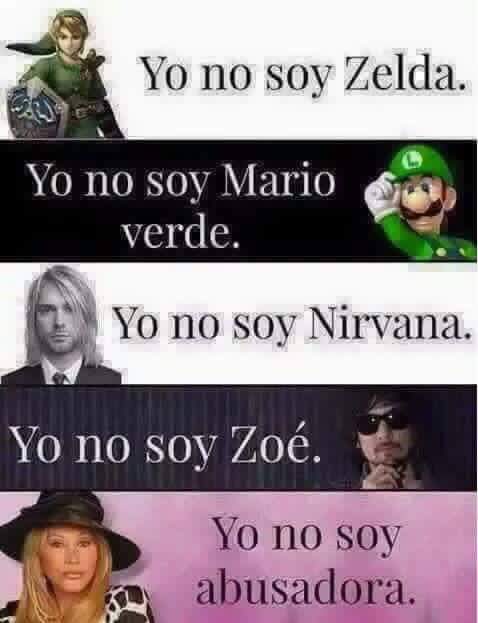 Yo no soy Zelda.
Yo no soy Mario
verde.
L
Yo no soy Nirvana.
Yo no soy Zoé.
Yo no soy
abusadora.